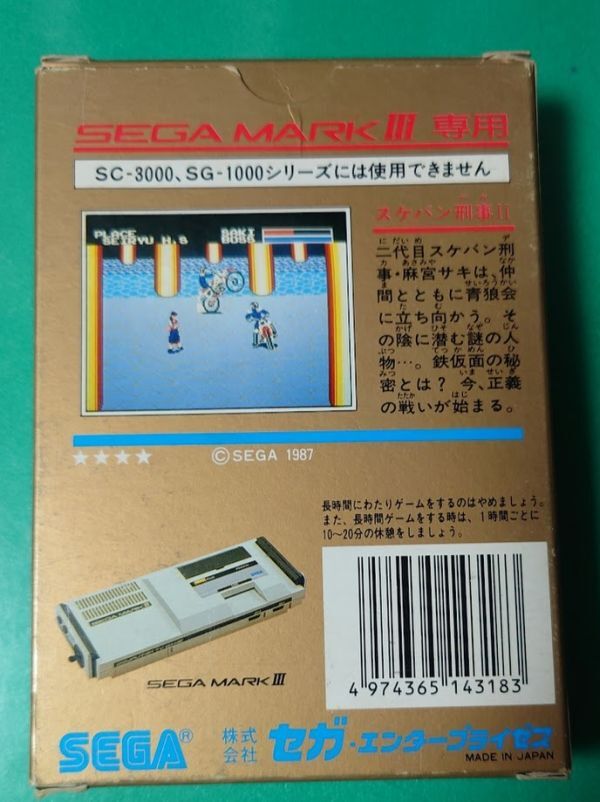 SEGA MARK III 専用
SC-3000、SG-1000シリーズには使用できません
PLACE
SEIRYU H.S
SAKI
BOSS
スケバン刑事II
二代目スケバン刑
事・麻宮サキは、仲
間とともに青狼会
に立ち向かう。そ
の陰に潜む謎の人
物…。鉄仮面の秘
密とは？今、正義
の戦いが始まる。
★★★★
©SEGA 1987
長時間にわたりゲームをするのはやめましょう。
また、長時間ゲームをする時は、1時間ごとに
10〜20分の休憩をしましょう。
SEGA MARK III
4 974365 143183
SEGA®
株式会社 セガ・エンタープライゼス
MADE IN JAPAN